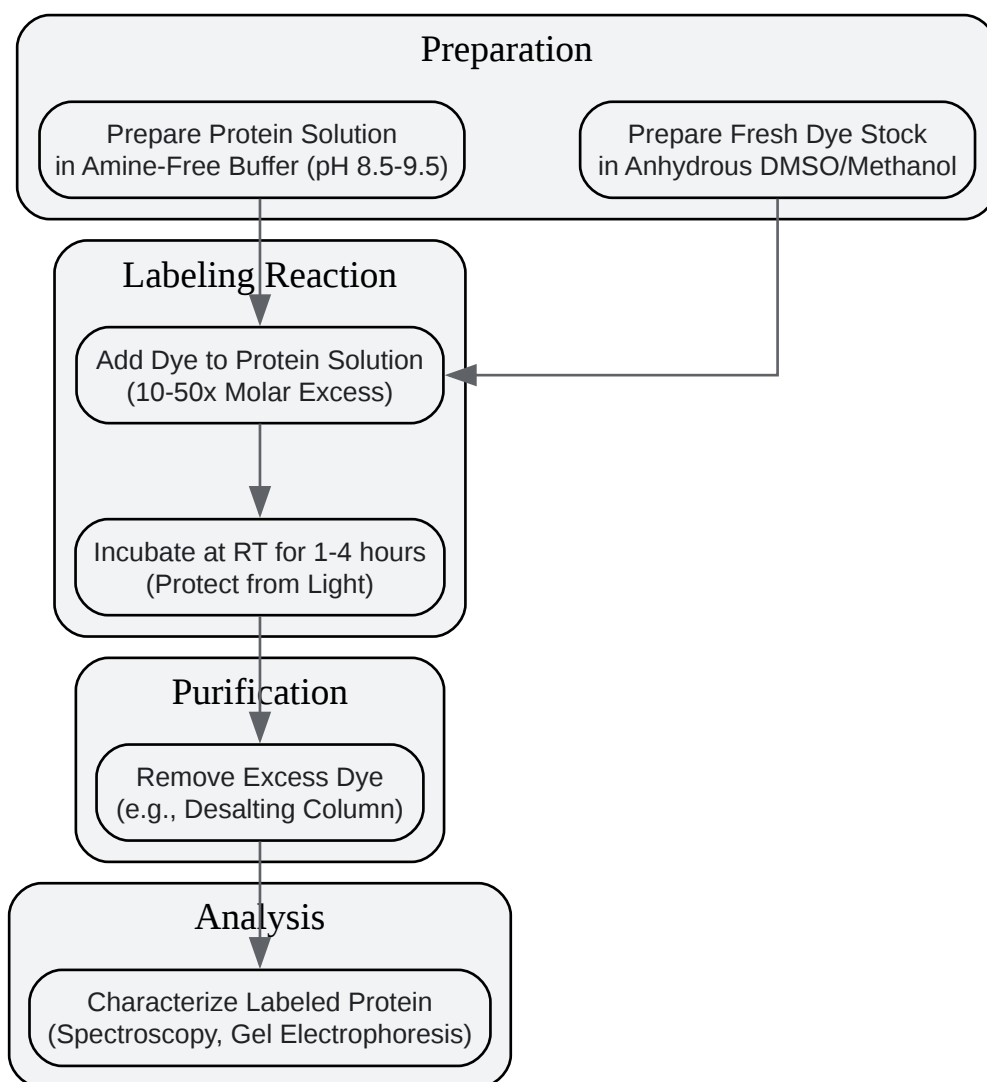 Preparation
Prepare Protein Solution
in Amine-Free Buffer (pH 8.5-9.5)
Prepare Fresh Dye Stock
in Anhydrous DMSO/Methanol
Labeling Reaction
Add Dye to Protein Solution
(10-50x Molar Excess)
Incubate at RT for 1-4 hours
(Protect from Light)
Purification
Remove Excess Dye
(e.g., Desalting Column)
Analysis
Characterize Labeled Protein
(Spectroscopy, Gel Electrophoresis)